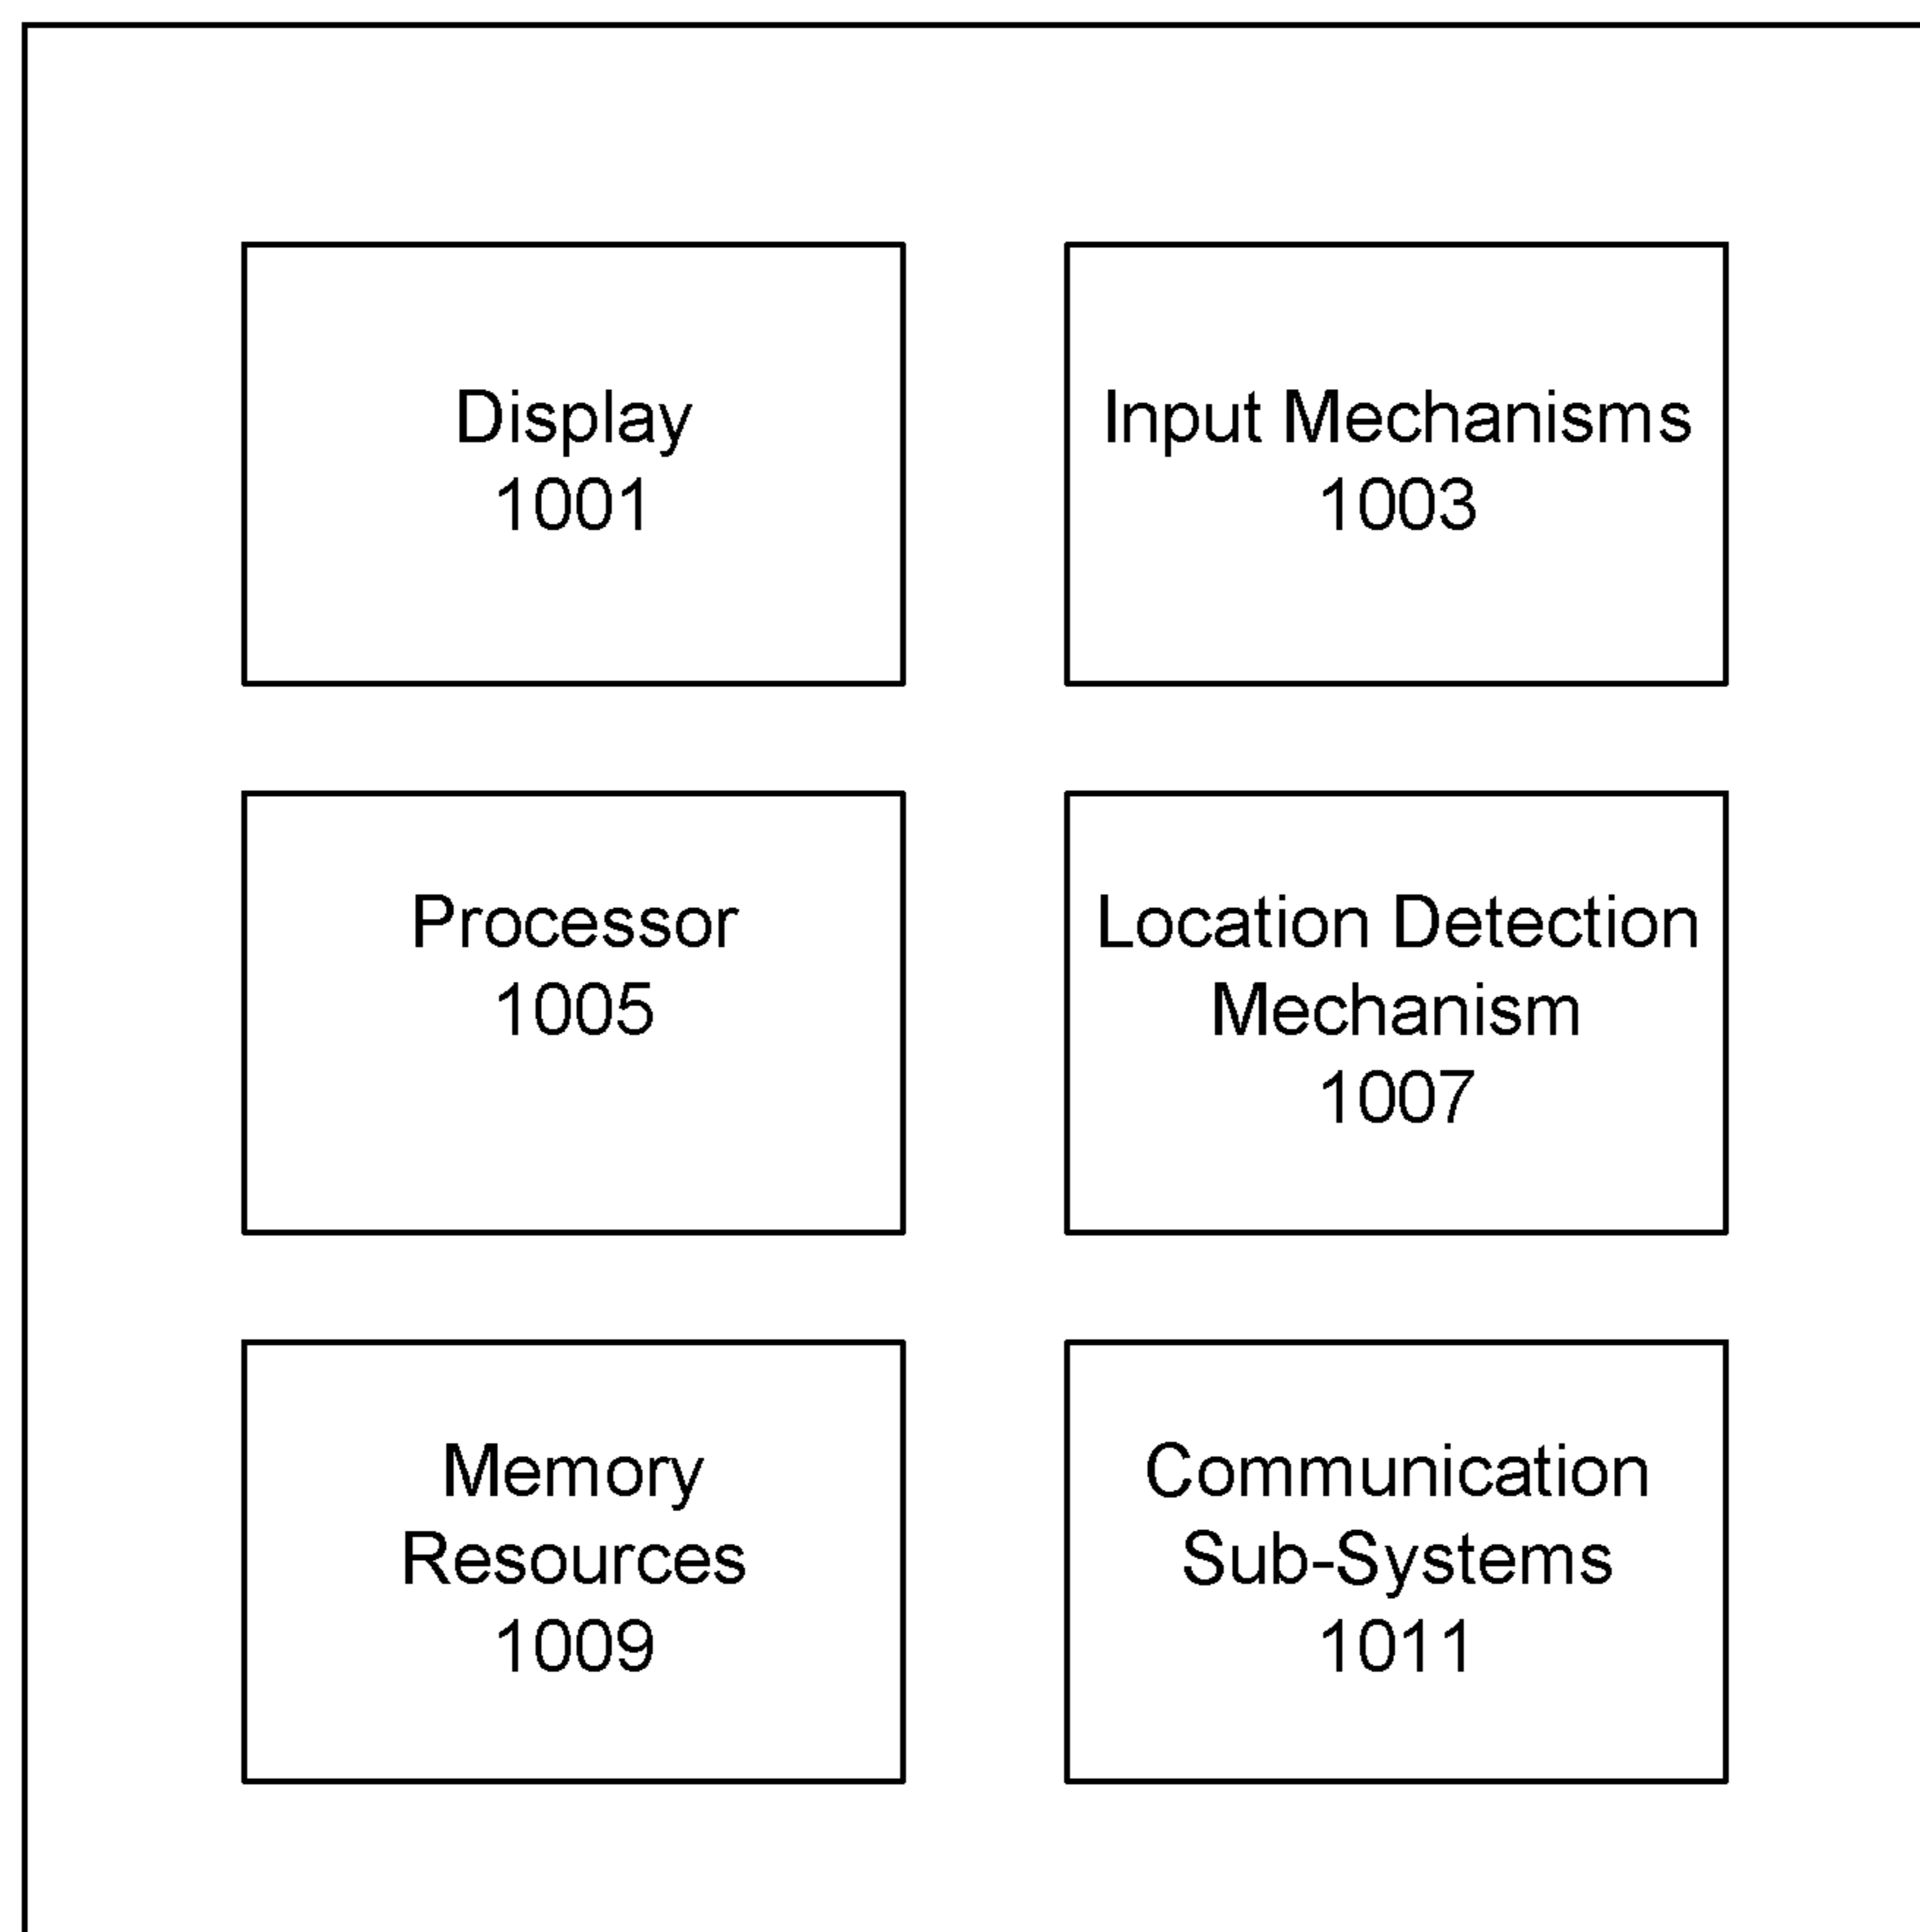 Display
1001
Input Mechanisms
1003
Processor
1005
Location Detection
Mechanism
1007
Memory
Resources
1009
Communication
Sub-Systems
1011